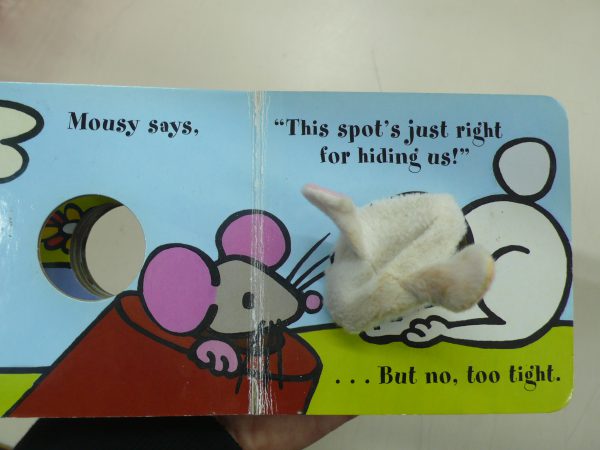 Mousy says,
“This spot’s just right
for hiding us!”
. . . But no, too tight.